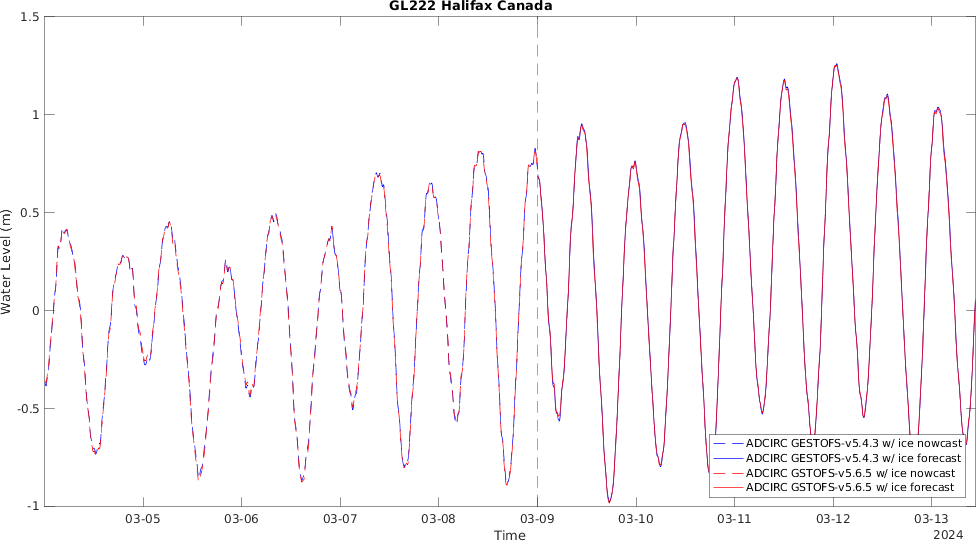 GL222 Halifax Canada
1.5
1
0.5
0
-0.5
-1
Water Level (m)
03-05 03-06 03-07 03-08 03-09 03-10 03-11 03-12 03-13
Time
2024
ADCIRC GESTOFS-v5.4.3 w/ ice nowcast
ADCIRC GESTOFS-v5.4.3 w/ ice forecast
ADCIRC GSTOFS-v5.6.5 w/ ice nowcast
ADCIRC GSTOFS-v5.6.5 w/ ice forecast